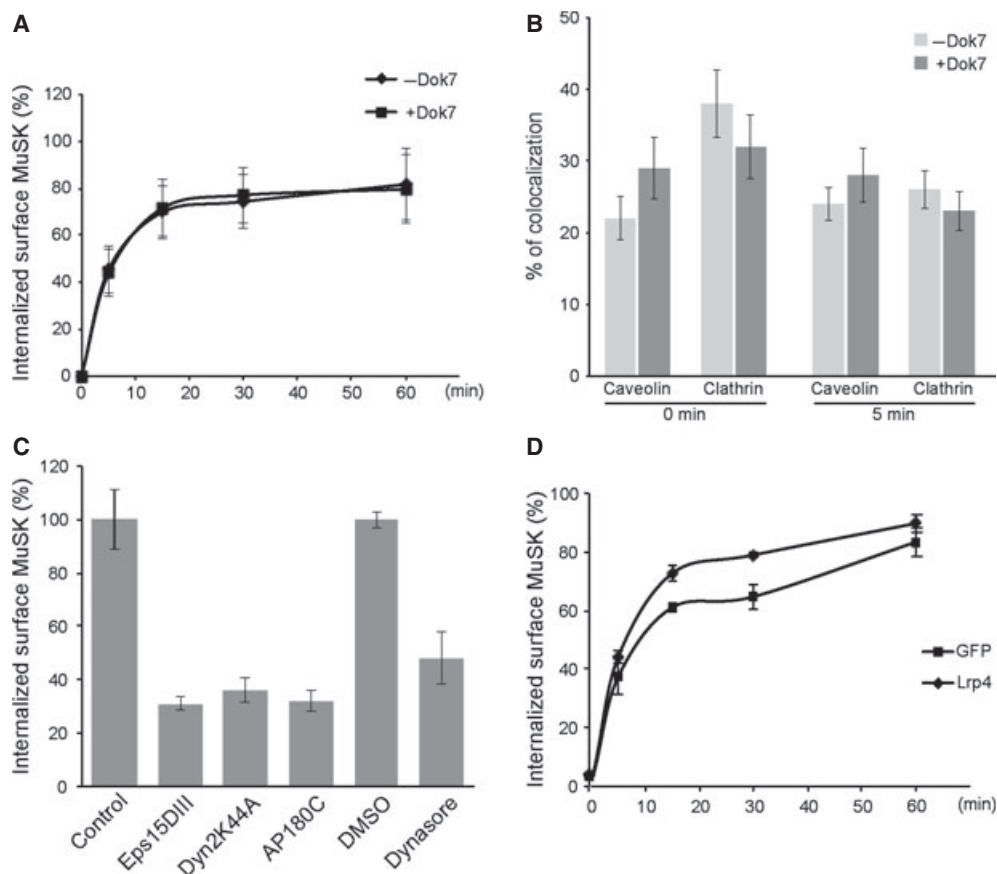 A
Internalized surface MuSK (%)
–Dok7
+Dok7
120
100
80
60
40
20
0
0 10 20 30 40 50 60 (min)
B
% of colocalization
–Dok7
+Dok7
50
40
30
20
10
0
Caveolin Clathrin Caveolin Clathrin
0 min 5 min
C
Internalized surface MuSK (%)
120
100
80
60
40
20
0
Control
Eps15DIII
Dyn2K44A
AP180C
DMSO
Dynasore
D
Internalized surface MuSK (%)
100
80
60
40
20
0
GFP
Lrp4
0 10 20 30 40 50 60 (min)